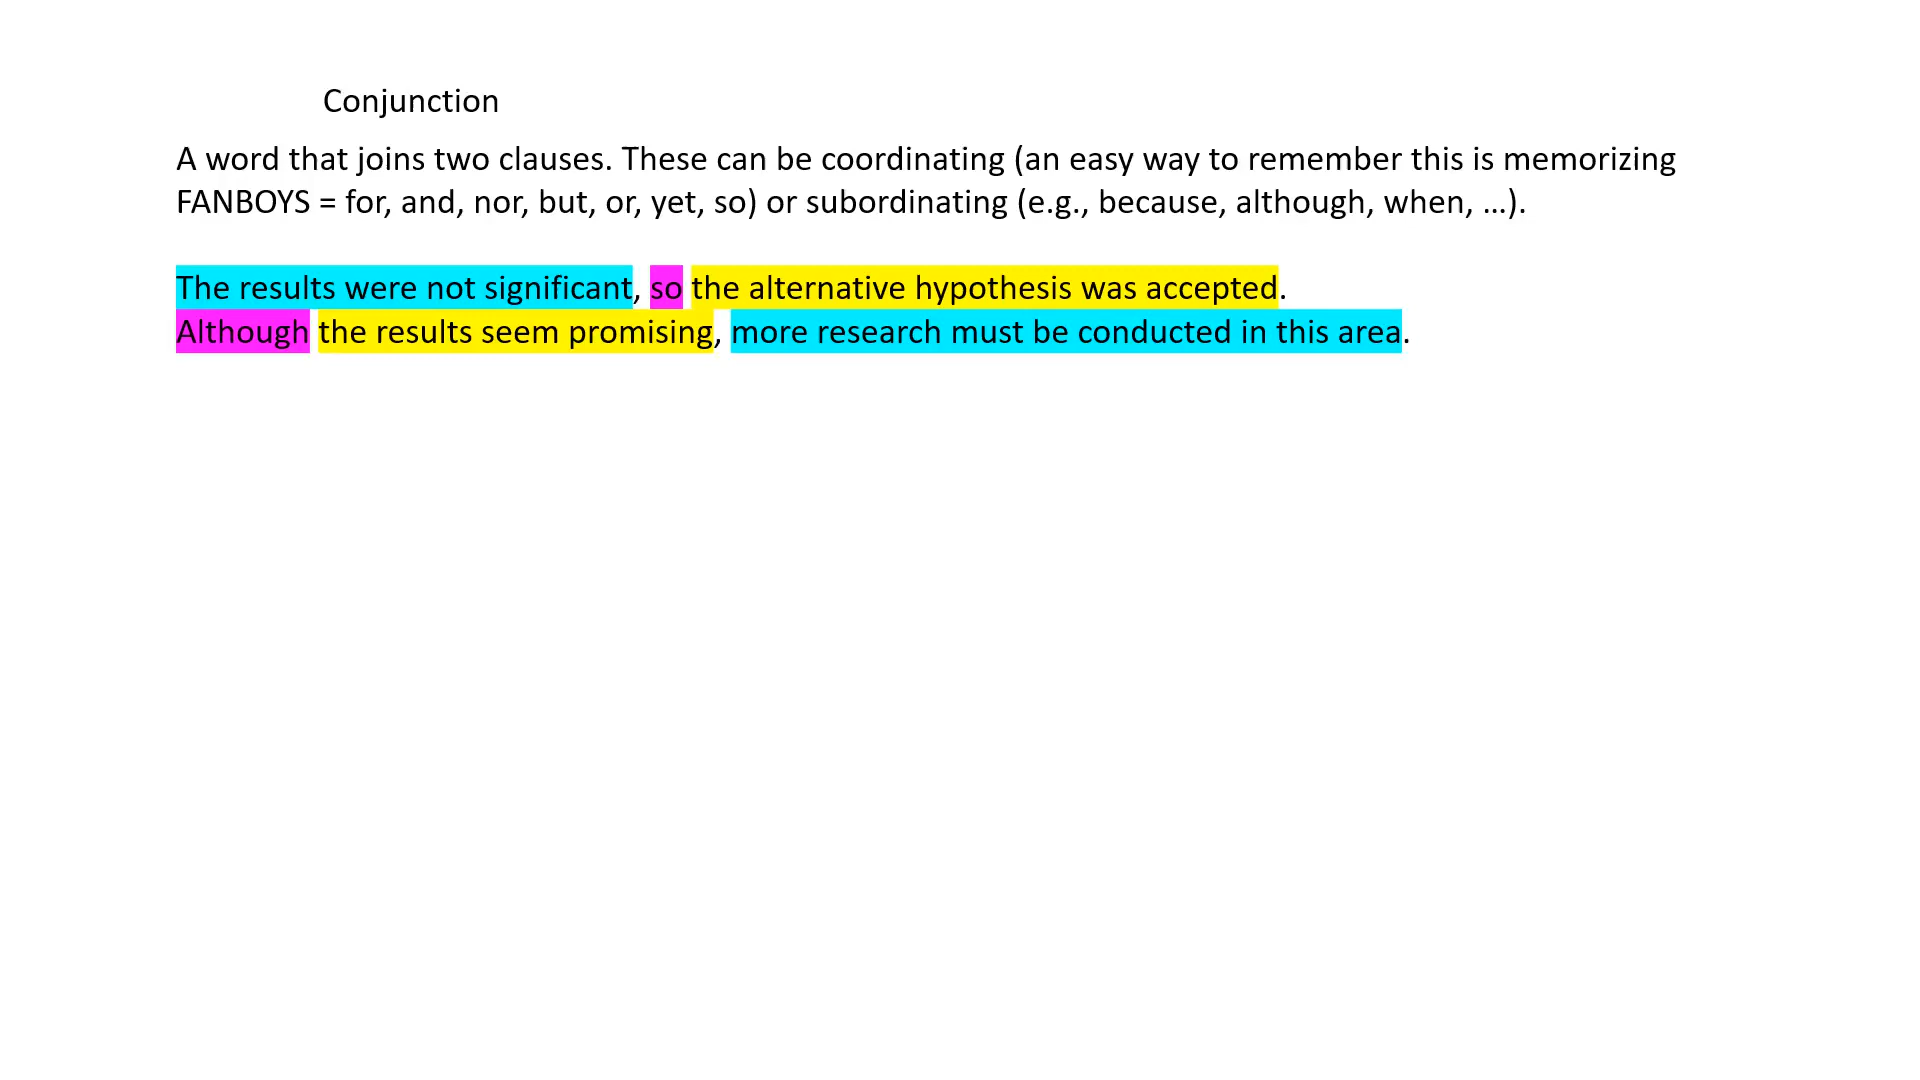 Conjunction
A word that joins two clauses. These can be coordinating (an easy way to remember this is memorizing
FANBOYS = for, and, nor, but, or, yet, so) or subordinating (e.g., because, although, when, …).
The results were not significant, so the alternative hypothesis was accepted.
Although the results seem promising, more research must be conducted in this area.